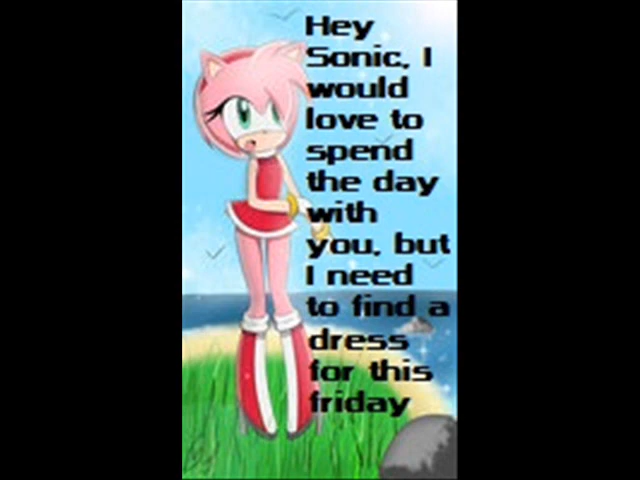 Hey
Sonic, I
would
love to
spend
the day
with
you, but
I need
to find a
dress
for this
friday